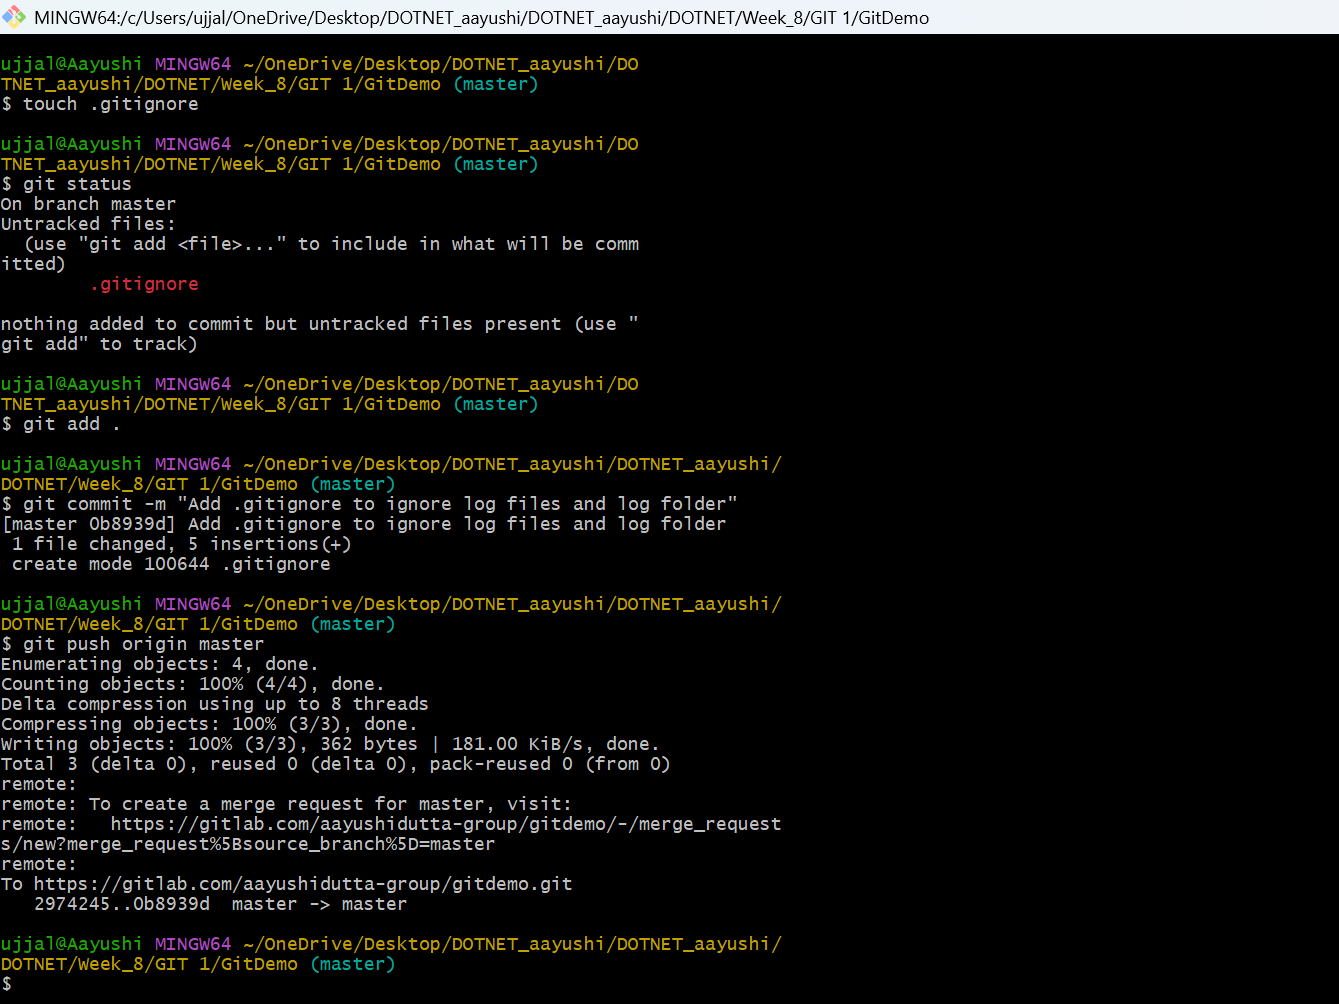 MINGW64:/c/Users/ujjal/OneDrive/Desktop/DOTNET_aayushi/DOTNET_aayushi/DOTNET/Week_8/GIT 1/GitDemo
ujjal@Aayushi MINGW64 ~/OneDrive/Desktop/DOTNET_aayushi/DO
TNET_aayushi/DOTNET/Week_8/GIT 1/GitDemo (master)
$ touch .gitignore
ujjal@Aayushi MINGW64 ~/OneDrive/Desktop/DOTNET_aayushi/DO
TNET_aayushi/DOTNET/Week_8/GIT 1/GitDemo (master)
$ git status
On branch master
Untracked files:
  (use "git add <file>..." to include in what will be comm
itted)
        .gitignore
nothing added to commit but untracked files present (use "
git add" to track)
ujjal@Aayushi MINGW64 ~/OneDrive/Desktop/DOTNET_aayushi/DO
TNET_aayushi/DOTNET/Week_8/GIT 1/GitDemo (master)
$ git add .
ujjal@Aayushi MINGW64 ~/OneDrive/Desktop/DOTNET_aayushi/DOTNET_aayushi/
DOTNET/Week_8/GIT 1/GitDemo (master)
$ git commit -m "Add .gitignore to ignore log files and log folder"
[master 0b8939d] Add .gitignore to ignore log files and log folder
 1 file changed, 5 insertions(+)
 create mode 100644 .gitignore
ujjal@Aayushi MINGW64 ~/OneDrive/Desktop/DOTNET_aayushi/DOTNET_aayushi/
DOTNET/Week_8/GIT 1/GitDemo (master)
$ git push origin master
Enumerating objects: 4, done.
Counting objects: 100% (4/4), done.
Delta compression using up to 8 threads
Compressing objects: 100% (3/3), done.
Writing objects: 100% (3/3), 362 bytes | 181.00 KiB/s, done.
Total 3 (delta 0), reused 0 (delta 0), pack-reused 0 (from 0)
remote:
remote: To create a merge request for master, visit:
remote:   https://gitlab.com/aayushidutta-group/gitdemo/-/merge_request
s/new?merge_request%5Bsource_branch%5D=master
remote:
To https://gitlab.com/aayushidutta-group/gitdemo.git
   2974245..0b8939d  master -> master
ujjal@Aayushi MINGW64 ~/OneDrive/Desktop/DOTNET_aayushi/DOTNET_aayushi/
DOTNET/Week_8/GIT 1/GitDemo (master)
$